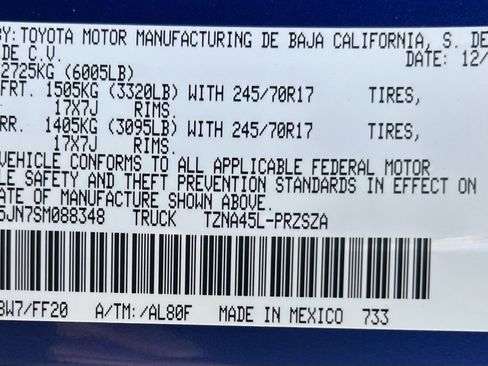 BY: TOYOTA MOTOR MANUFACTURING DE BAJA CALIFORNIA, S. DE
DE C.V. DATE: 12/
2725KG (6005LB)
FRT. 1505KG (3320LB) WITH 245/70R17 TIRES,
17X7J RIMS.
RR. 1405KG (3095LB) WITH 245/70R17 TIRES,
17X7J RIMS.
VEHICLE CONFORMS TO ALL APPLICABLE FEDERAL MOTOR
LE SAFETY AND THEFT PREVENTION STANDARDS IN EFFECT ON
ATE OF MANUFACTURE SHOWN ABOVE.
5JN7SM088348 TRUCK TZNA45L-PRZSZA
8W7/FF20 A/TM: /AL80F MADE IN MEXICO 733